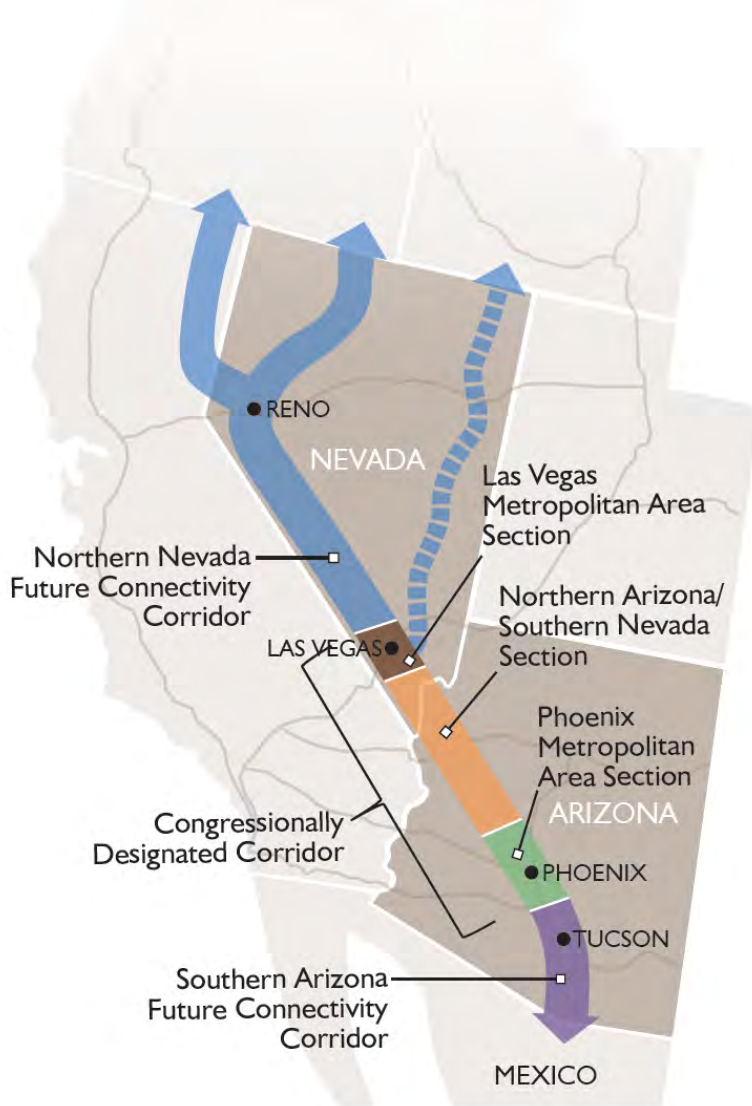 RENO
NEVADA
Las Vegas
Metropolitan Area
Section
Northern Nevada
Future Connectivity
Corridor
Northern Arizona/
Southern Nevada
Section
LAS VEGAS
Phoenix
Metropolitan
Area Section
ARIZONA
Congressionally
Designated Corridor
PHOENIX
TUCSON
Southern Arizona
Future Connectivity
Corridor
MEXICO